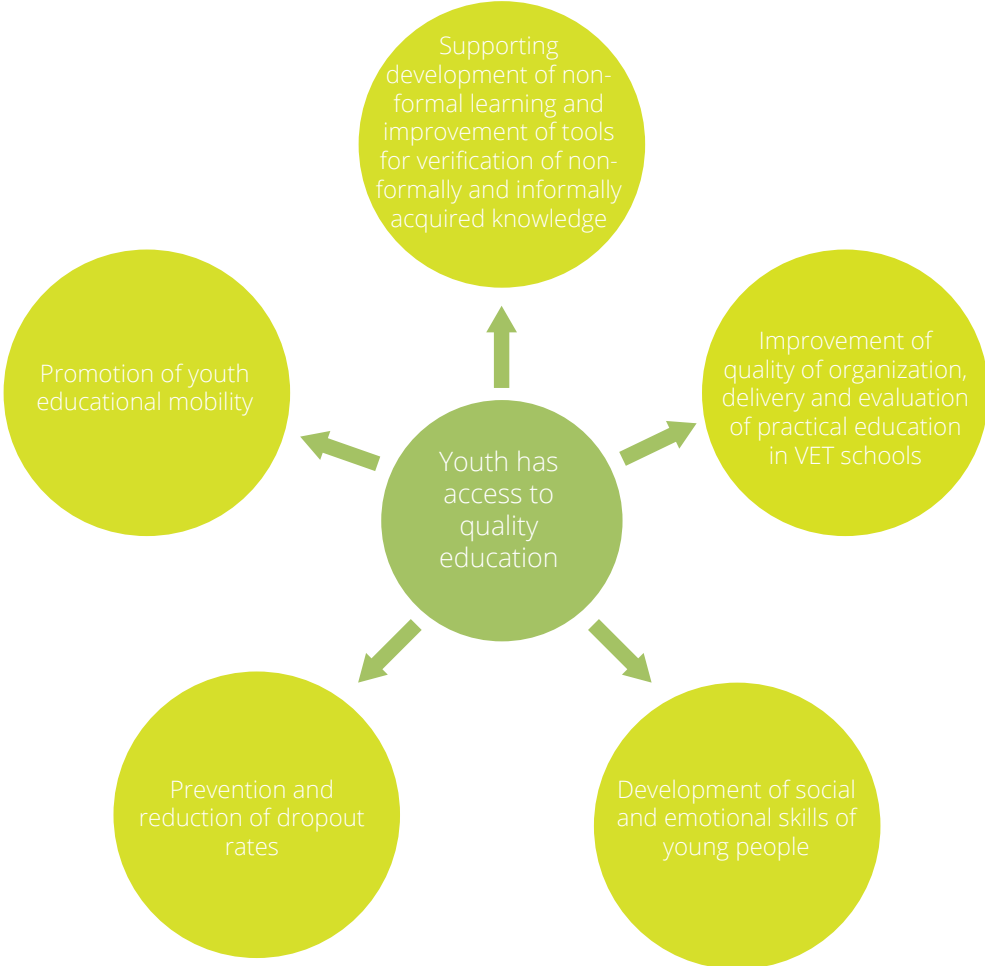 Supporting
development of non-
formal learning and
improvement of tools
for verification of non-
formally and informally
acquired knowledge
Promotion of youth
educational mobility
Improvement of
quality of organization,
delivery and evaluation
of practical education
in VET schools
Youth has
access to
quality
education
Prevention and
reduction of dropout
rates
Development of social
and emotional skills of
young people